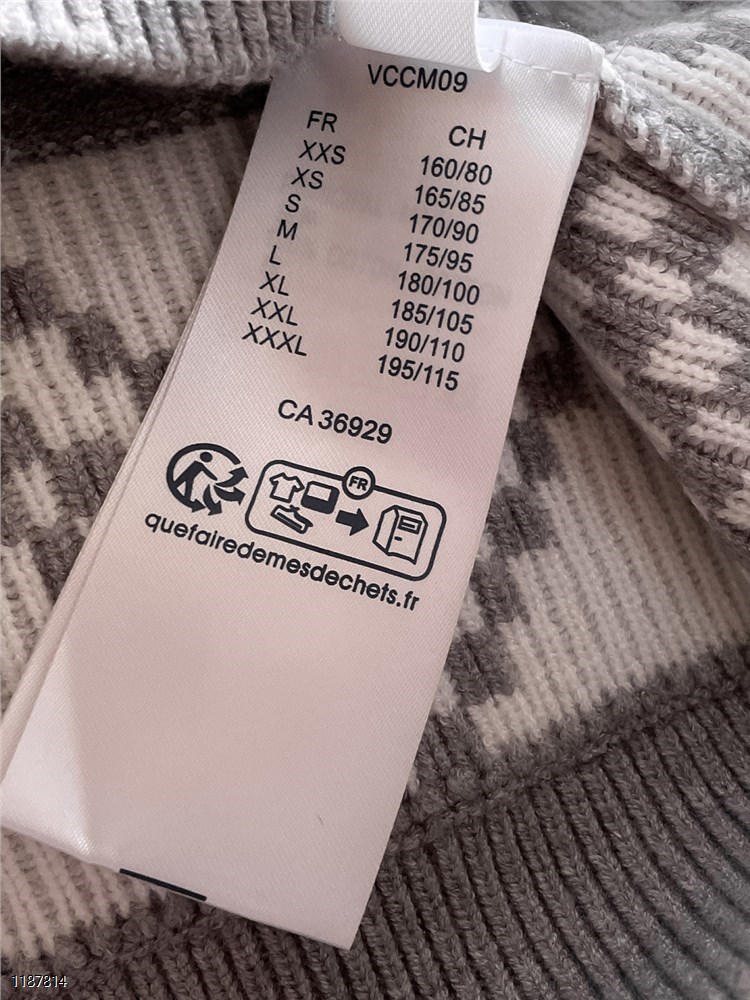 VCCM09
FR CH
XXS 160/80
XS 165/85
S 170/90
M 175/95
L 180/100
XL 185/105
XXL 190/110
XXXL 195/115
CA 36929
FR
quefairedemesdechets.fr
1187814